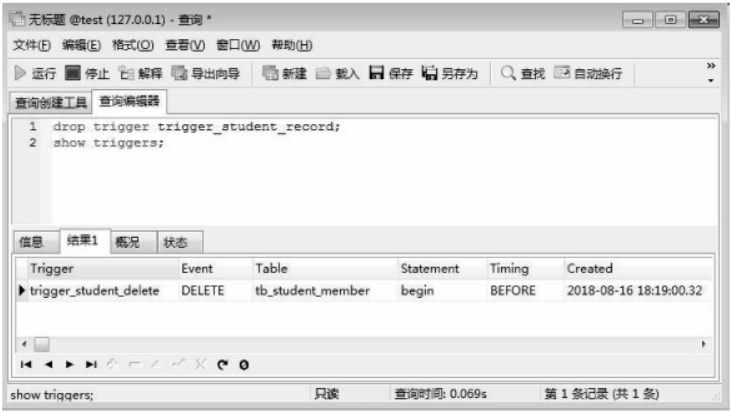 无标题 @test (127.0.0.1) - 查询 *
文件(F) 编辑(E) 格式(O) 查看(V) 窗口(W) 帮助(H)
运行 停止 解释 导出向导 新建 载入 保存 另存为 查找 自动换行 »
查询创建工具 查询编辑器
1 drop trigger trigger_student_record;
2 show triggers;
信息 结果1 概况 状态
Trigger Event Table Statement Timing Created
trigger_student_delete DELETE tb_student_member begin BEFORE 2018-08-16 18:19:00.32
show triggers; 只读 查询时间: 0.069s 第 1 条记录 (共 1 条)